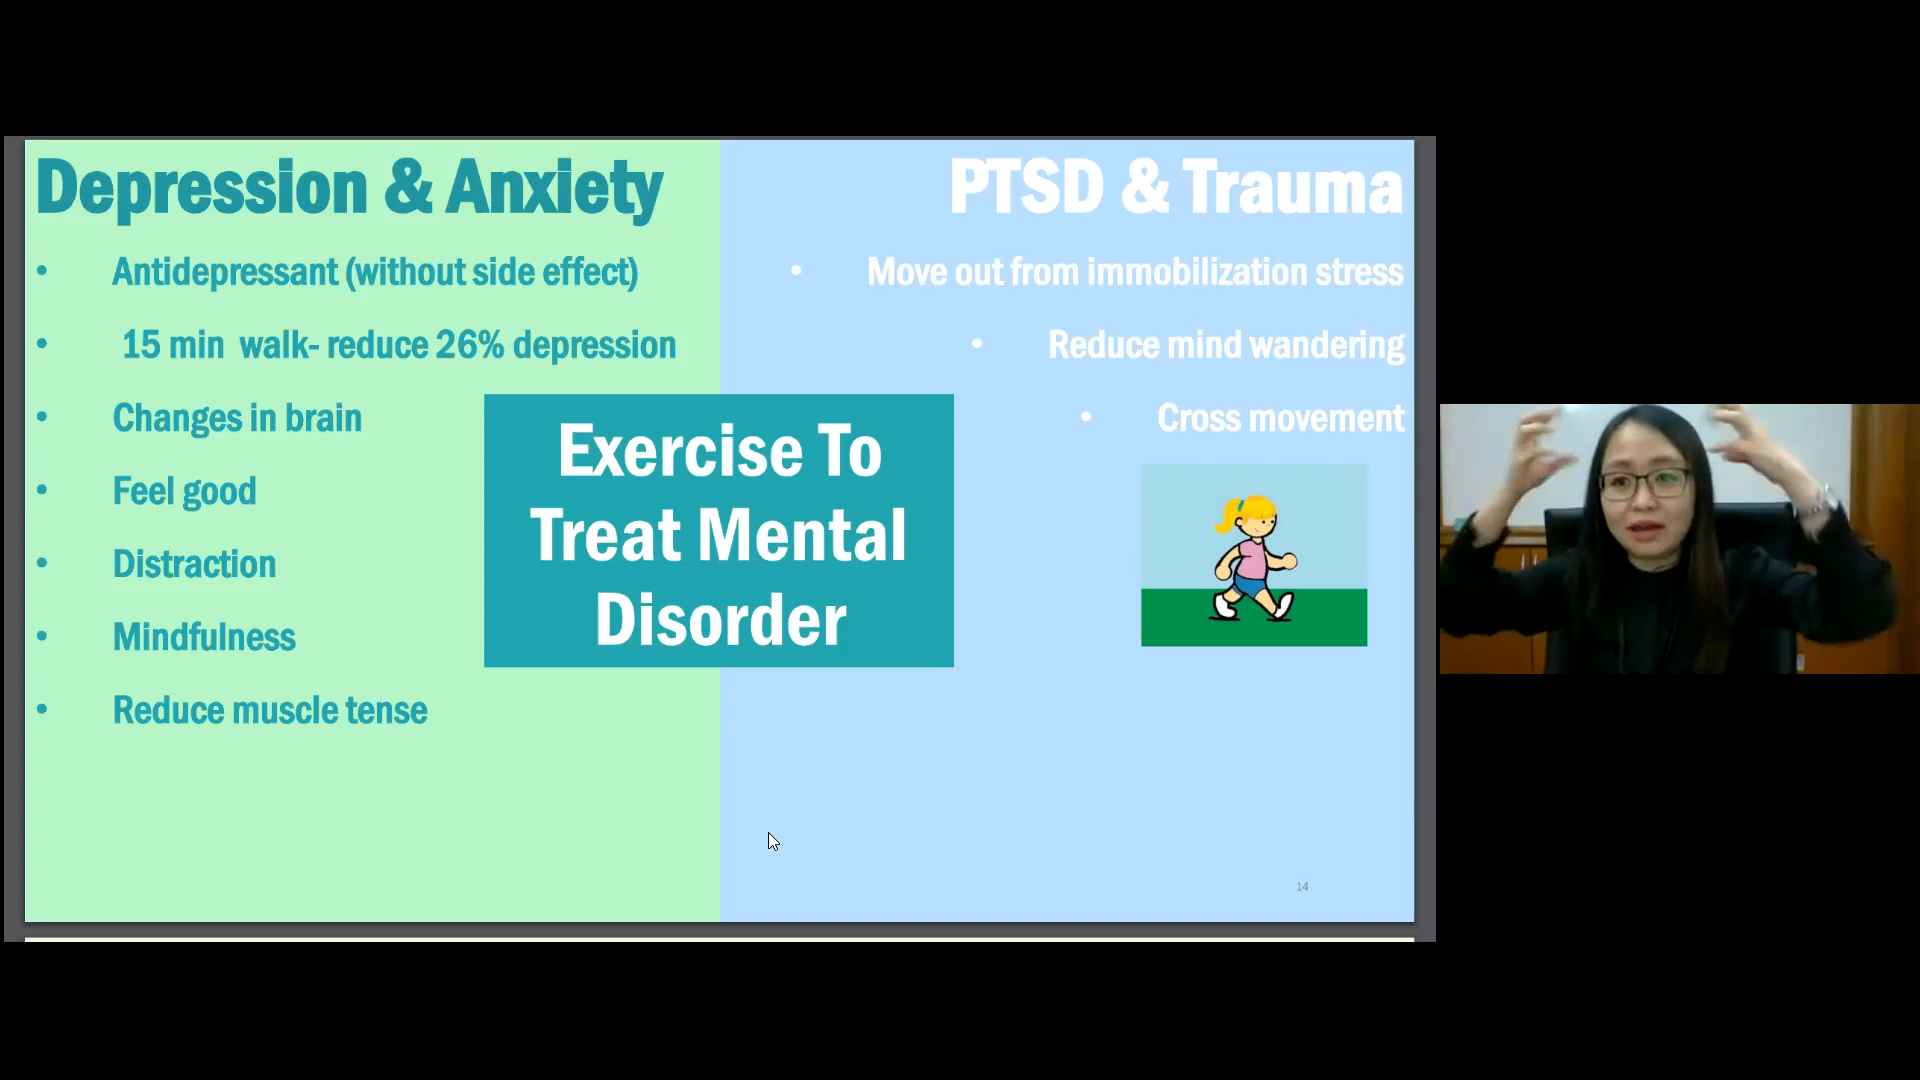 Depression & Anxiety
• Antidepressant (without side effect)
• 15 min walk- reduce 26% depression
• Changes in brain
• Feel good
• Distraction
• Mindfulness
• Reduce muscle tense
Exercise To
Treat Mental
Disorder
PTSD & Trauma
• Move out from immobilization stress
• Reduce mind wandering
• Cross movement
14